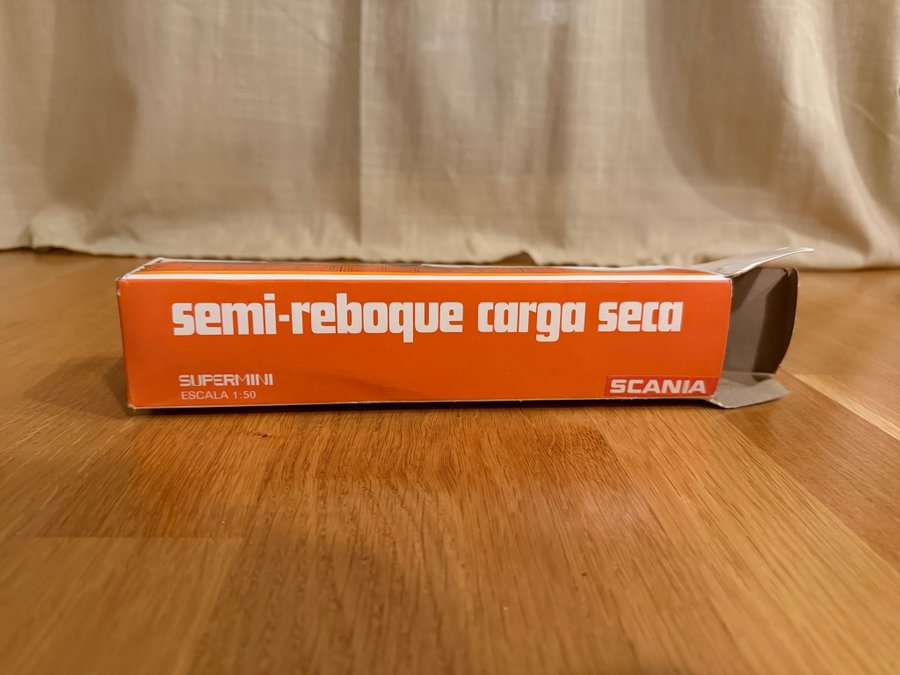 semi-reboque carga seca
SUPERMINI
ESCALA 1:50
SCANIA